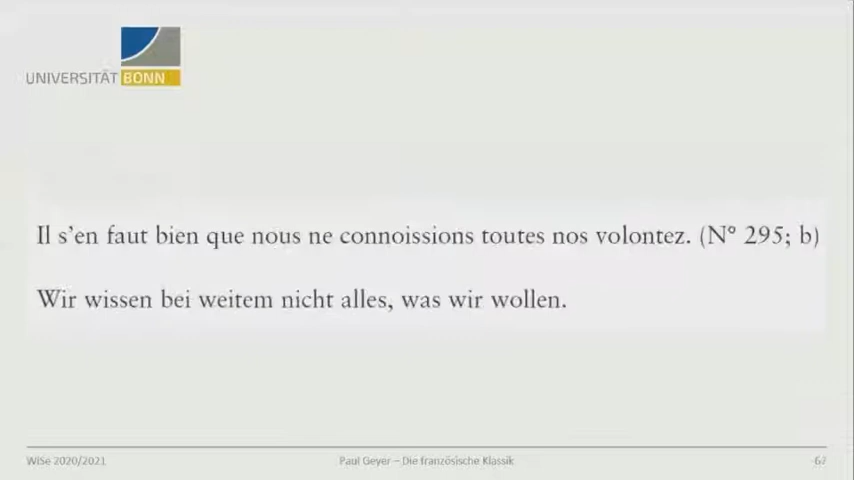 UNIVERSITÄT BONN
Il s'en faut bien que nous ne connoissions toutes nos volontez. (N° 295; b)
Wir wissen bei weitem nicht alles, was wir wollen.
WiSe 2020/2021 Paul Geyer – Die französische Klassik 67